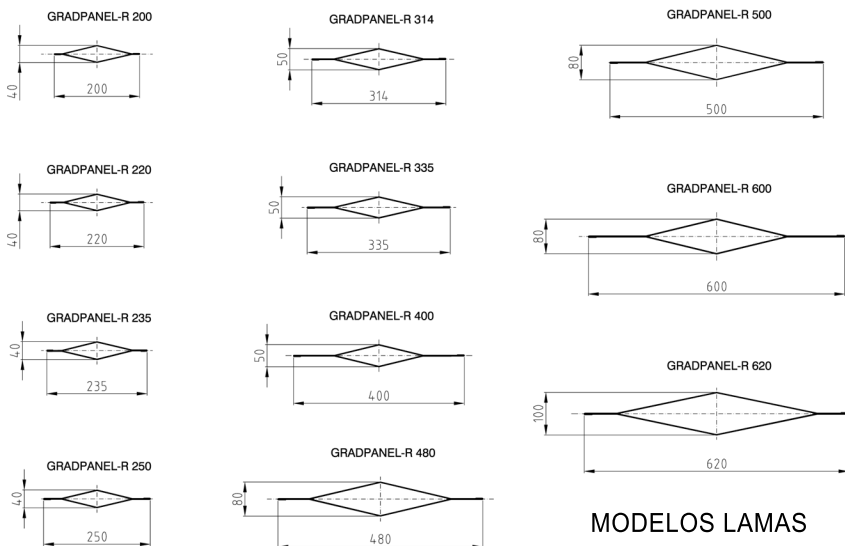 GRADPANEL-R 200
40
200
GRADPANEL-R 220
40
220
GRADPANEL-R 235
40
235
GRADPANEL-R 250
40
250
GRADPANEL-R 314
50
314
GRADPANEL-R 335
50
335
GRADPANEL-R 400
50
400
GRADPANEL-R 480
80
480
GRADPANEL-R 500
80
500
GRADPANEL-R 600
80
600
GRADPANEL-R 620
100
620
MODELOS LAMAS